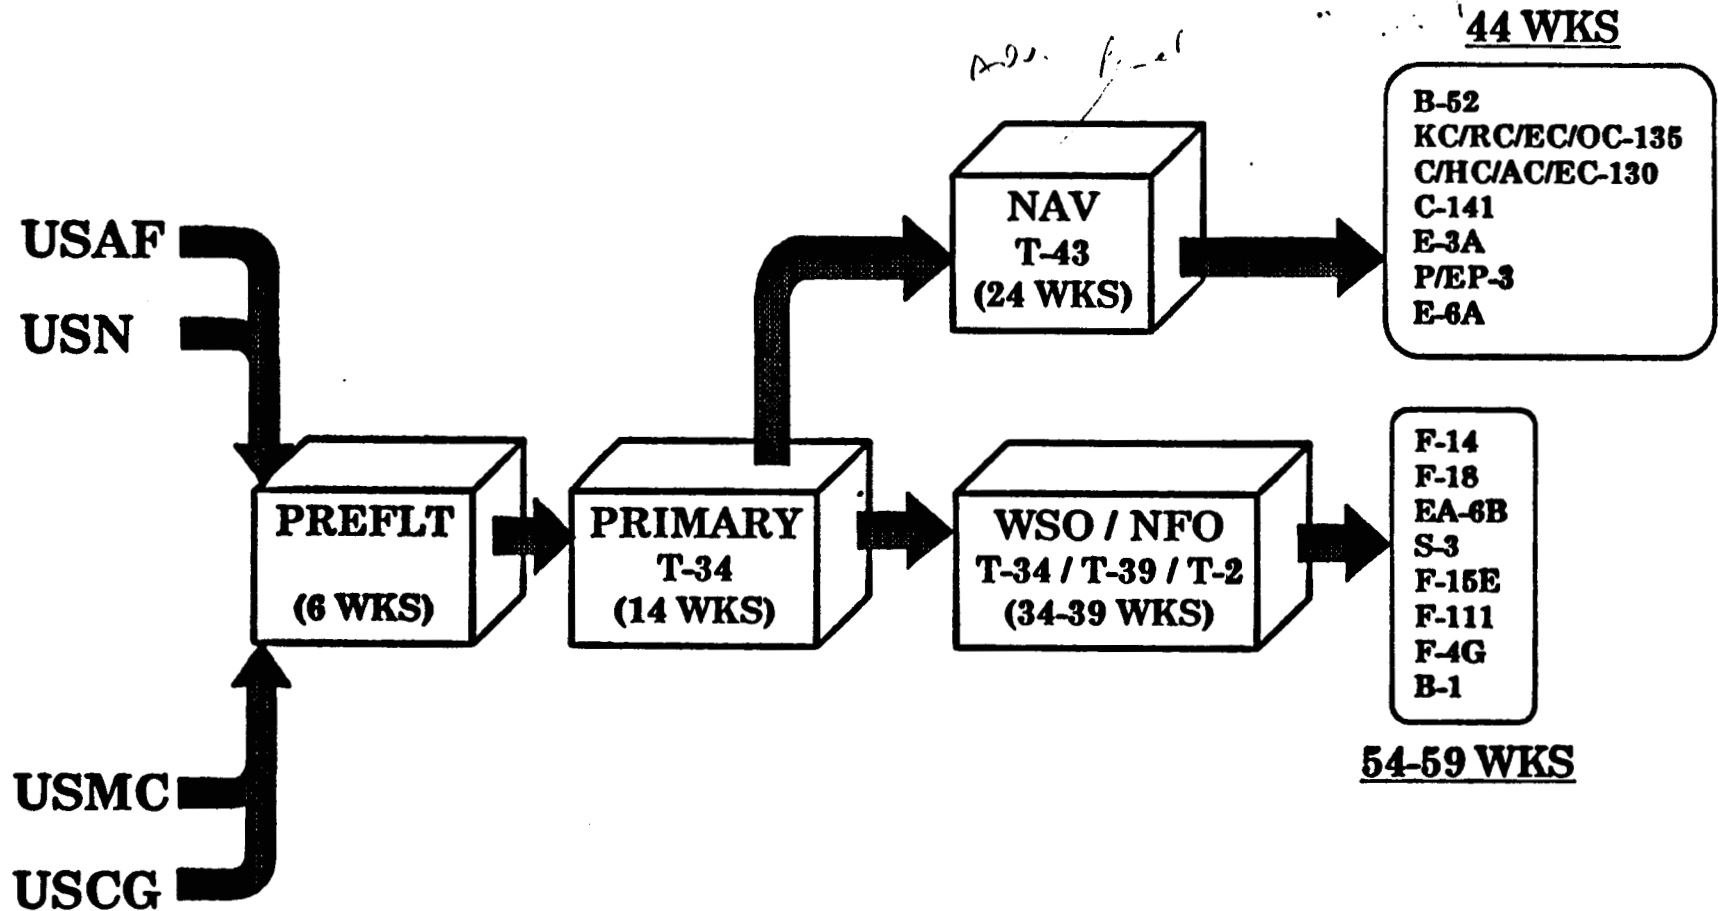 44 WKS
B-52
KC/RC/EC/OC-135
C/HC/AC/EC-130
C-141
E-3A
P/EP-3
E-6A
NAV
T-43
(24 WKS)
USAF
USN
PREFLT
(6 WKS)
PRIMARY
T-34
(14 WKS)
WSO / NFO
T-34 / T-39 / T-2
(34-39 WKS)
F-14
F-18
EA-6B
S-3
F-15E
F-111
F-4G
B-1
54-59 WKS
USMC
USCG